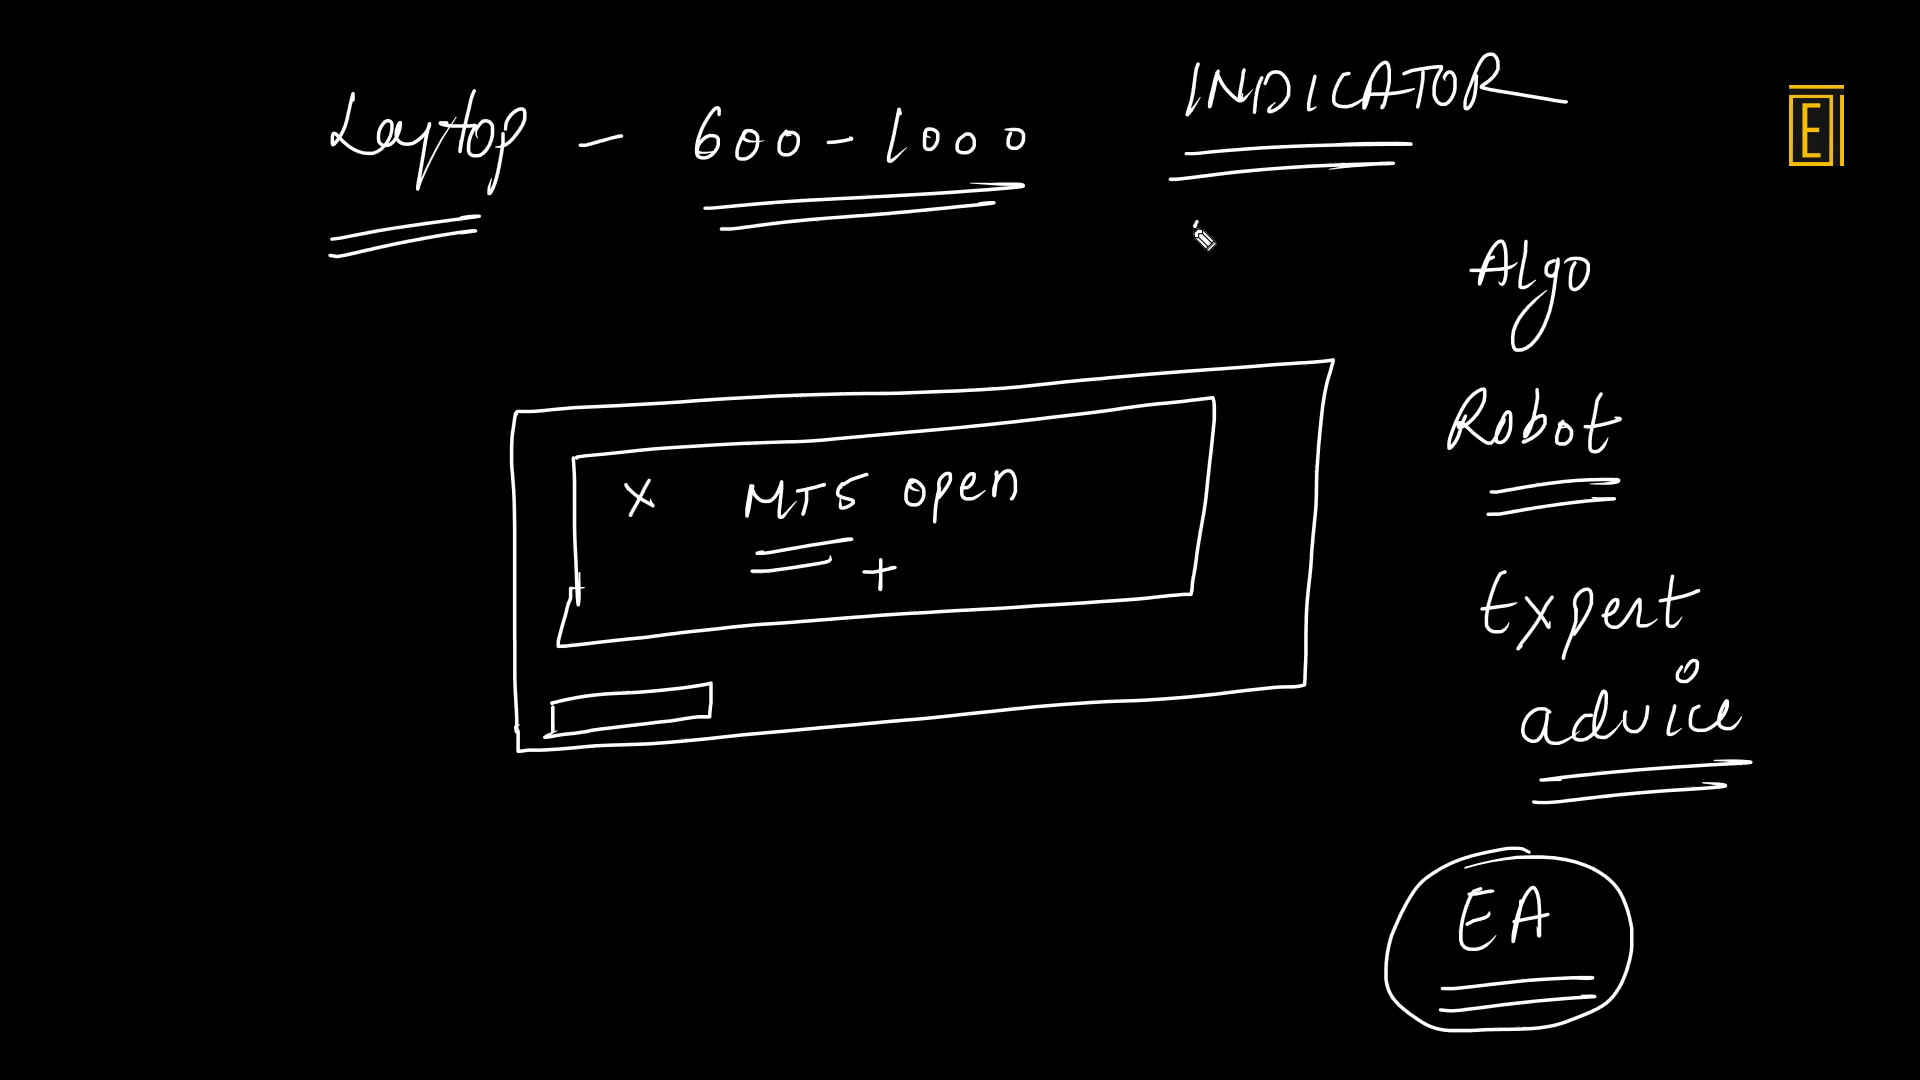 Laptop - 600 - 1000
INDICATOR
E
Algo
Robot
X MT5 open
+
Expert
advice
EA